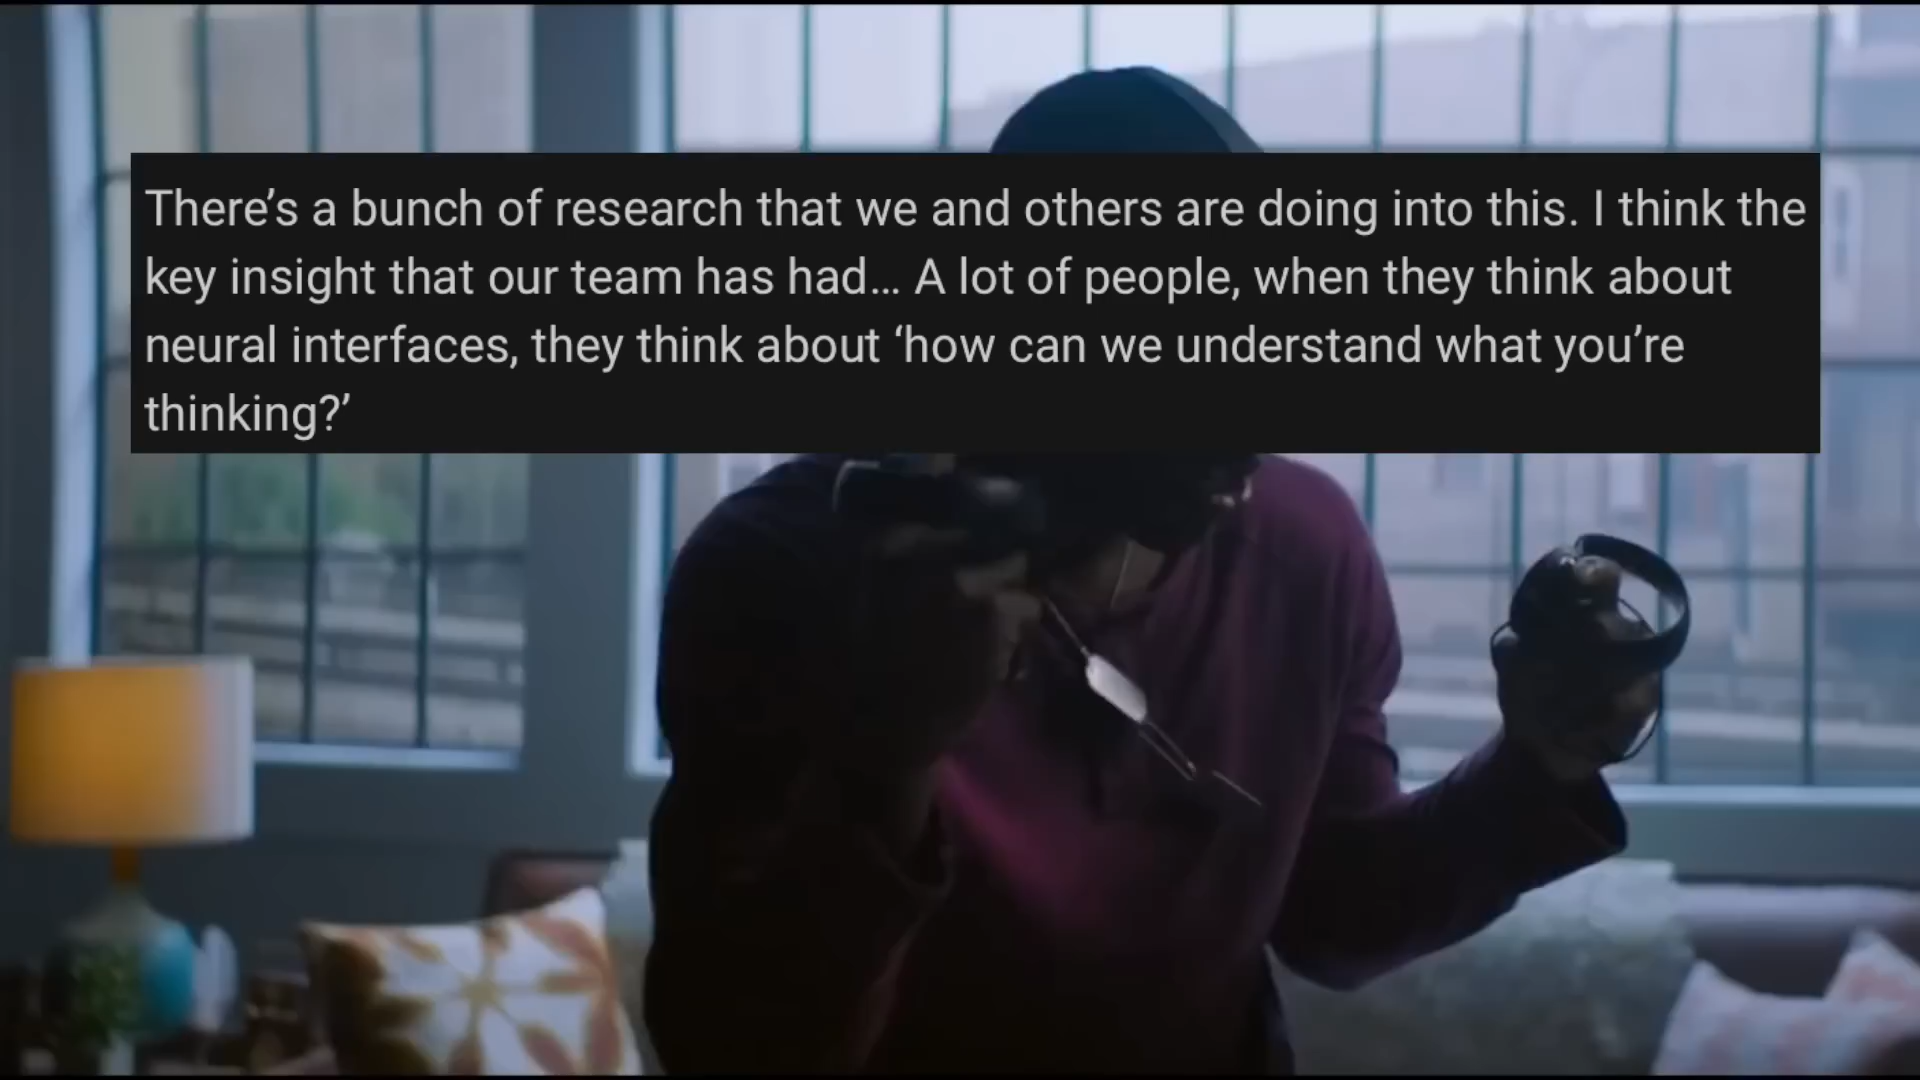 There’s a bunch of research that we and others are doing into this. I think the
key insight that our team has had… A lot of people, when they think about
neural interfaces, they think about ‘how can we understand what you’re
thinking?’